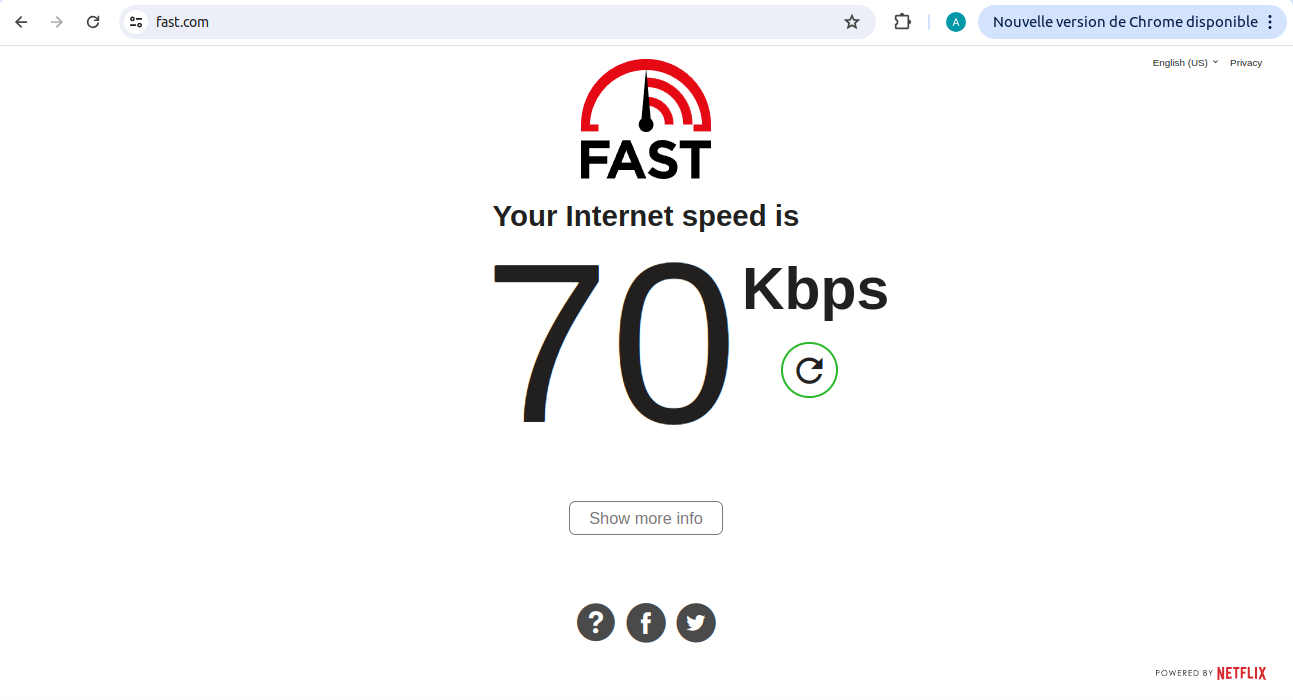 fast.com
A
Nouvelle version de Chrome disponible
English (US)
Privacy
FAST
Your Internet speed is
70 Kbps
Show more info
?
f
POWERED BY NETFLIX